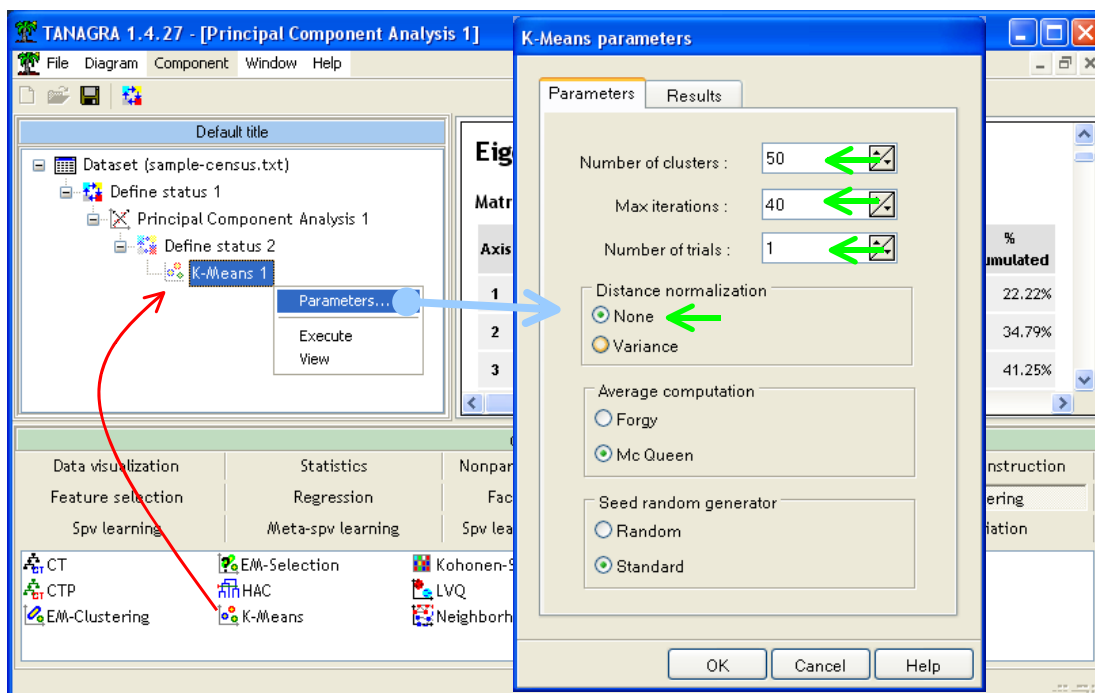 TANAGRA 1.4.27 - [Principal Component Analysis 1]
File Diagram Component Window Help
Default title
Dataset (sample-census.txt)
Define status 1
Principal Component Analysis 1
Define status 2
K-Means 1
Parameters...
Execute
View
Eig
Matr
Axis
%
umulated
1
22.22%
2
34.79%
3
41.25%
K-Means parameters
Parameters Results
Number of clusters : 50
Max iterations : 40
Number of trials : 1
Distance normalization
None
Variance
Average computation
Forgy
Mc Queen
Seed random generator
Random
Standard
OK Cancel Help
Data visualization Statistics Nonpar nstruction
Feature selection Regression Fac ering
Spv learning Meta-spv learning Spv lea iation
CT EM-Selection Kohonen-S
CTP HAC LVQ
EM-Clustering K-Means Neighborh